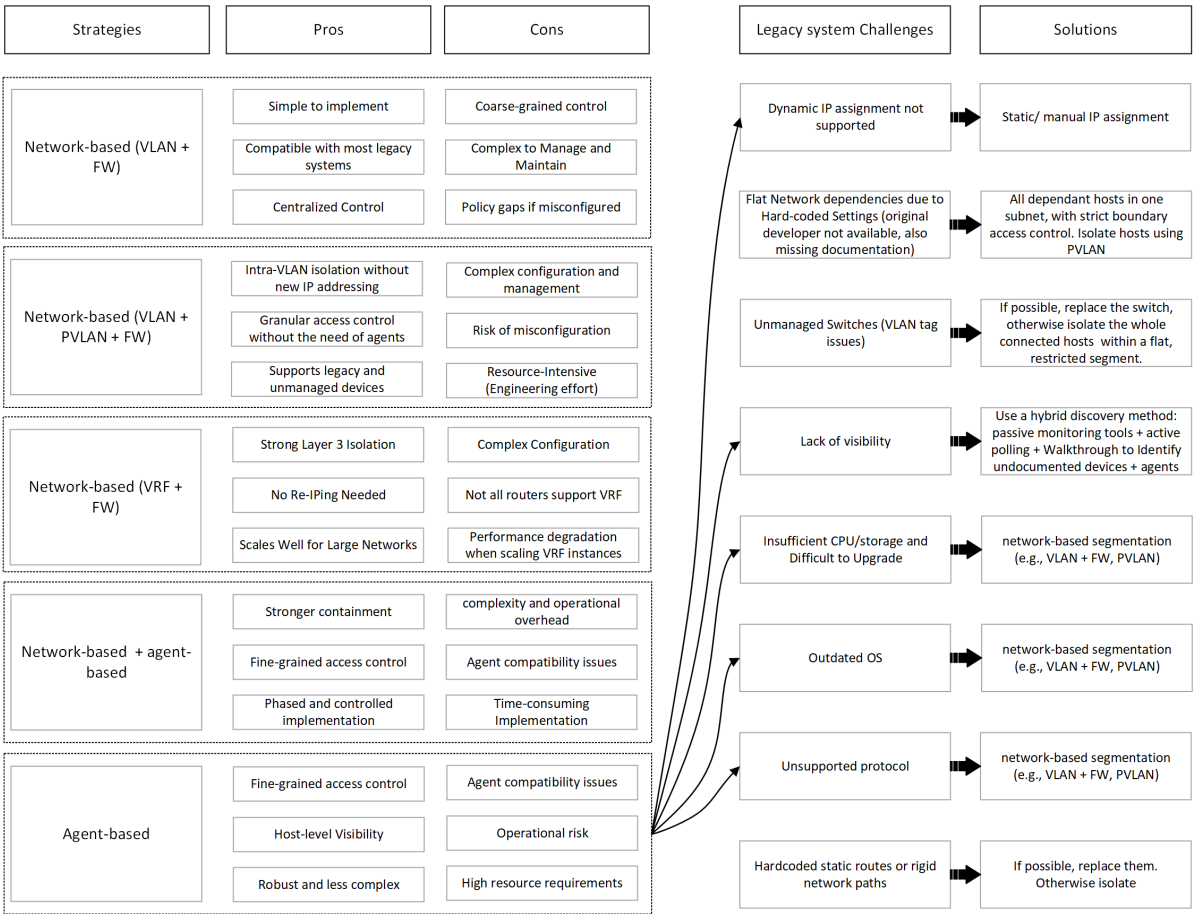 Strategies
Pros
Cons
Legacy system Challenges
Solutions
Network-based (VLAN +
FW)
Simple to implement
Coarse-grained control
Compatible with most legacy
systems
Complex to Manage and
Maintain
Centralized Control
Policy gaps if misconfigured
Network-based (VLAN +
PVLAN + FW)
Intra-VLAN isolation without
new IP addressing
Complex configuration and
management
Granular access control
without the need of agents
Risk of misconfiguration
Supports legacy and
unmanaged devices
Resource-Intensive
(Engineering effort)
Network-based (VRF +
FW)
Strong Layer 3 Isolation
Complex Configuration
No Re-IPing Needed
Not all routers support VRF
Scales Well for Large Networks
Performance degradation
when scaling VRF instances
Network-based + agent-
based
Stronger containment
complexity and operational
overhead
Fine-grained access control
Agent compatibility issues
Phased and controlled
implementation
Time-consuming
Implementation
Agent-based
Fine-grained access control
Agent compatibility issues
Host-level Visibility
Operational risk
Robust and less complex
High resource requirements
Dynamic IP assignment not
supported
Static/ manual IP assignment
Flat Network dependencies due to
Hard-coded Settings (original
developer not available, also
missing documentation)
All dependant hosts in one
subnet, with strict boundary
access control. Isolate hosts using
PVLAN
Unmanaged Switches (VLAN tag
issues)
If possible, replace the switch,
otherwise isolate the whole
connected hosts within a flat,
restricted segment.
Lack of visibility
Use a hybrid discovery method:
passive monitoring tools + active
polling + Walkthrough to Identify
undocumented devices + agents
Insufficient CPU/storage and
Difficult to Upgrade
network-based segmentation
(e.g., VLAN + FW, PVLAN)
Outdated OS
network-based segmentation
(e.g., VLAN + FW, PVLAN)
Unsupported protocol
network-based segmentation
(e.g., VLAN + FW, PVLAN)
Hardcoded static routes or rigid
network paths
If possible, replace them.
Otherwise isolate